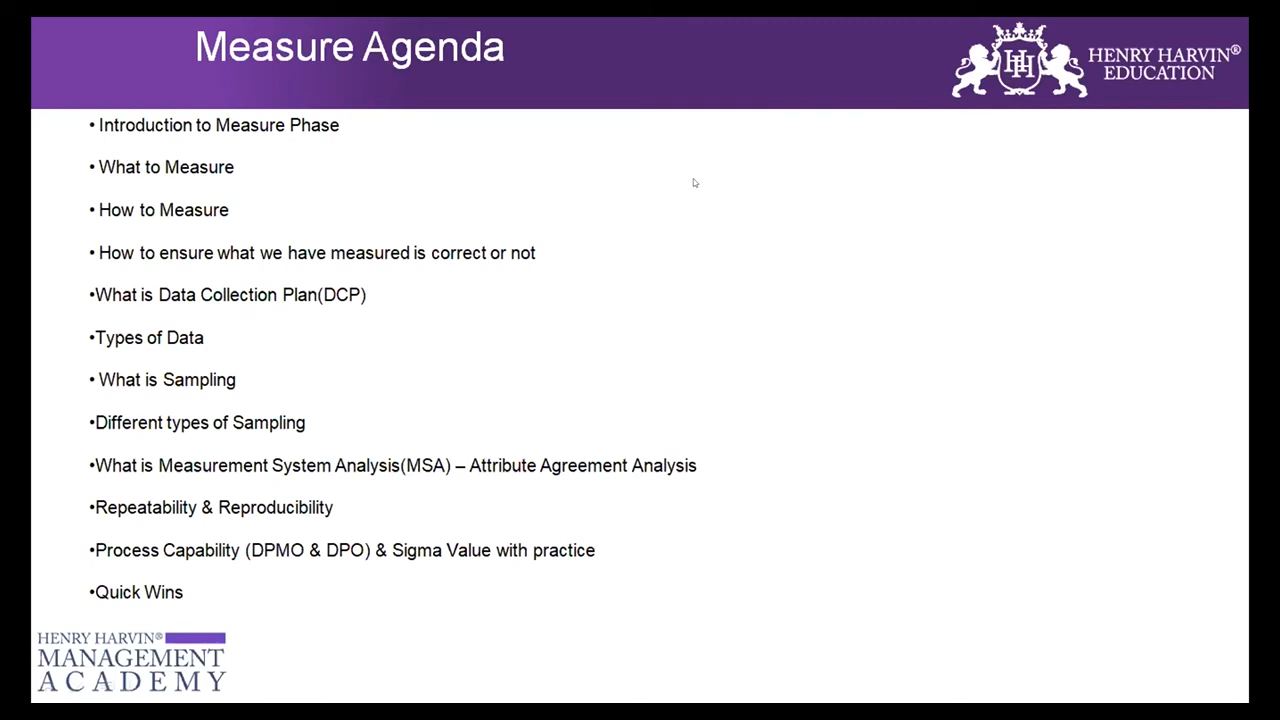 Measure Agenda
HENRY HARVIN®
EDUCATION
• Introduction to Measure Phase
• What to Measure
• How to Measure
• How to ensure what we have measured is correct or not
•What is Data Collection Plan(DCP)
•Types of Data
• What is Sampling
•Different types of Sampling
•What is Measurement System Analysis(MSA) – Attribute Agreement Analysis
•Repeatability & Reproducibility
•Process Capability (DPMO & DPO) & Sigma Value with practice
•Quick Wins
HENRY HARVIN®
MANAGEMENT
ACADEMY